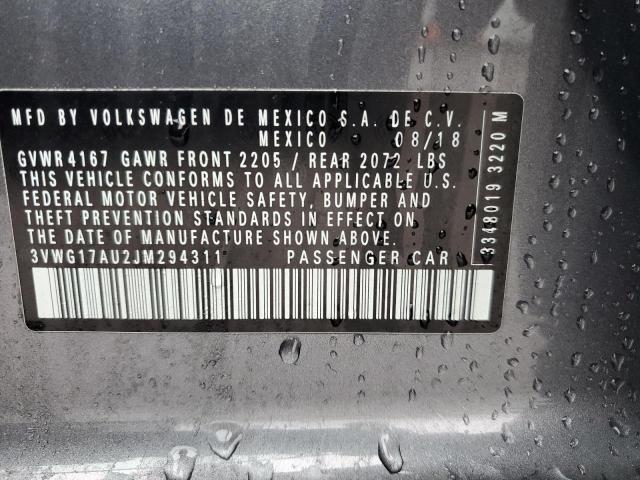 MFD BY VOLKSWAGEN DE MEXICO S.A. DE C.V.
MEXICO 08/18
GVWR 4167 GAWR FRONT 2205 / REAR 2072 LBS
THIS VEHICLE CONFORMS TO ALL APPLICABLE U.S.
FEDERAL MOTOR VEHICLE SAFETY, BUMPER AND
THEFT PREVENTION STANDARDS IN EFFECT ON
THE DATE OF MANUFACTURE SHOWN ABOVE.
3VWG17AU2JM294311 PASSENGER CAR
3348019 3220 M